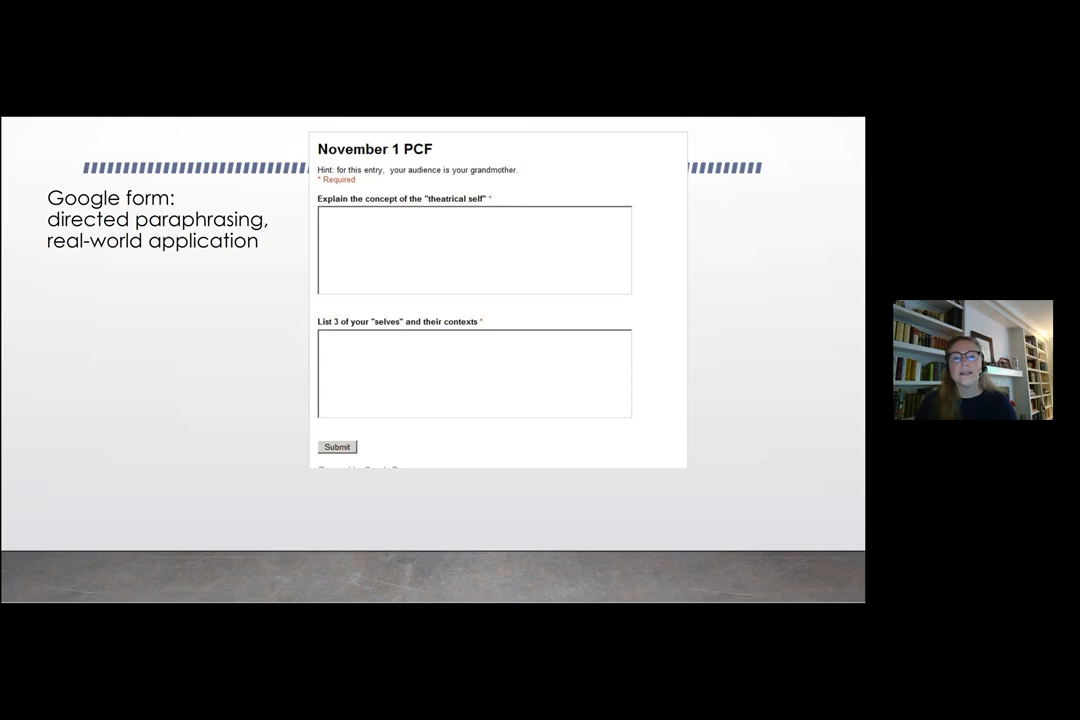 Google form:
directed paraphrasing,
real-world application
November 1 PCF
Hint: for this entry, your audience is your grandmother.
* Required
Explain the concept of the "theatrical self" *
List 3 of your "selves" and their contexts *
Submit